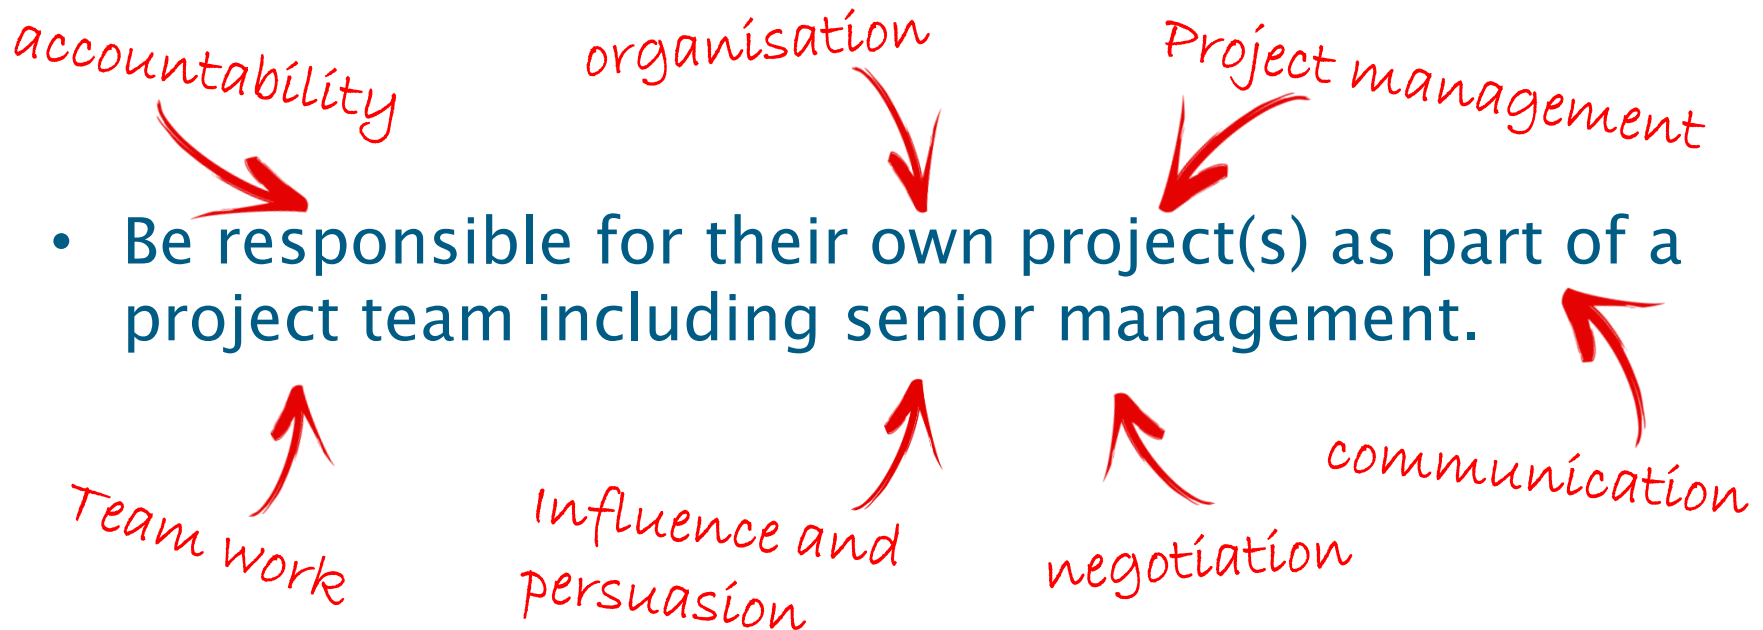 accountability
organisation
Project management
• Be responsible for their own project(s) as part of a
project team including senior management.
Team work
Influence and
persuasion
negotiation
communication